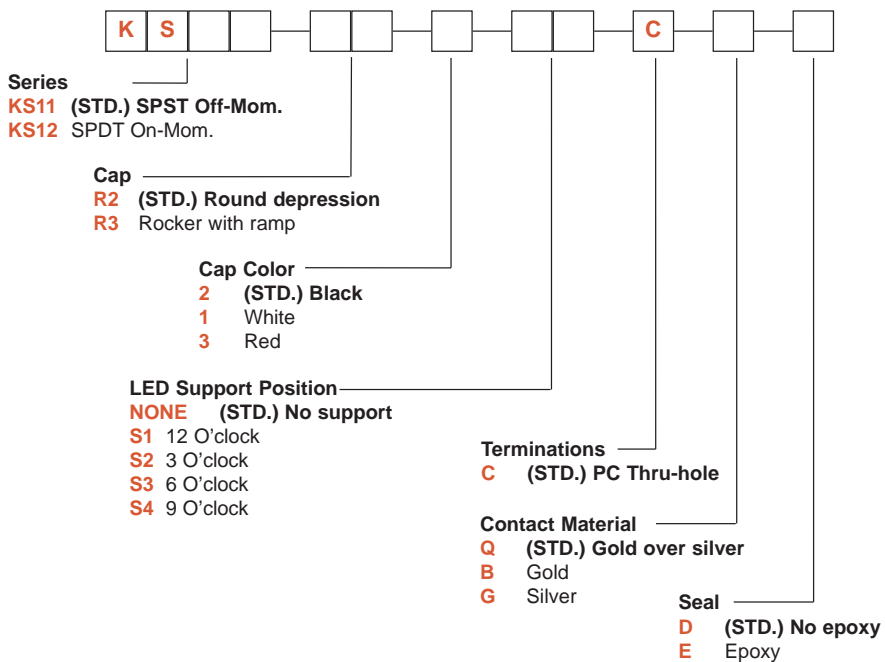 K S C
Series
KS11 (STD.) SPST Off-Mom.
KS12 SPDT On-Mom.
Cap
R2 (STD.) Round depression
R3 Rocker with ramp
Cap Color
2 (STD.) Black
1 White
3 Red
LED Support Position
NONE (STD.) No support
S1 12 O'clock
S2 3 O'clock
S3 6 O'clock
S4 9 O'clock
Terminations
C (STD.) PC Thru-hole
Contact Material
Q (STD.) Gold over silver
B Gold
G Silver
Seal
D (STD.) No epoxy
E Epoxy